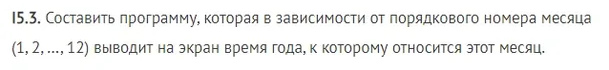 I5.3. Составить программу, которая в зависимости от порядкового номера месяца
(1, 2, ..., 12) выводит на экран время года, к которому относится этот месяц.